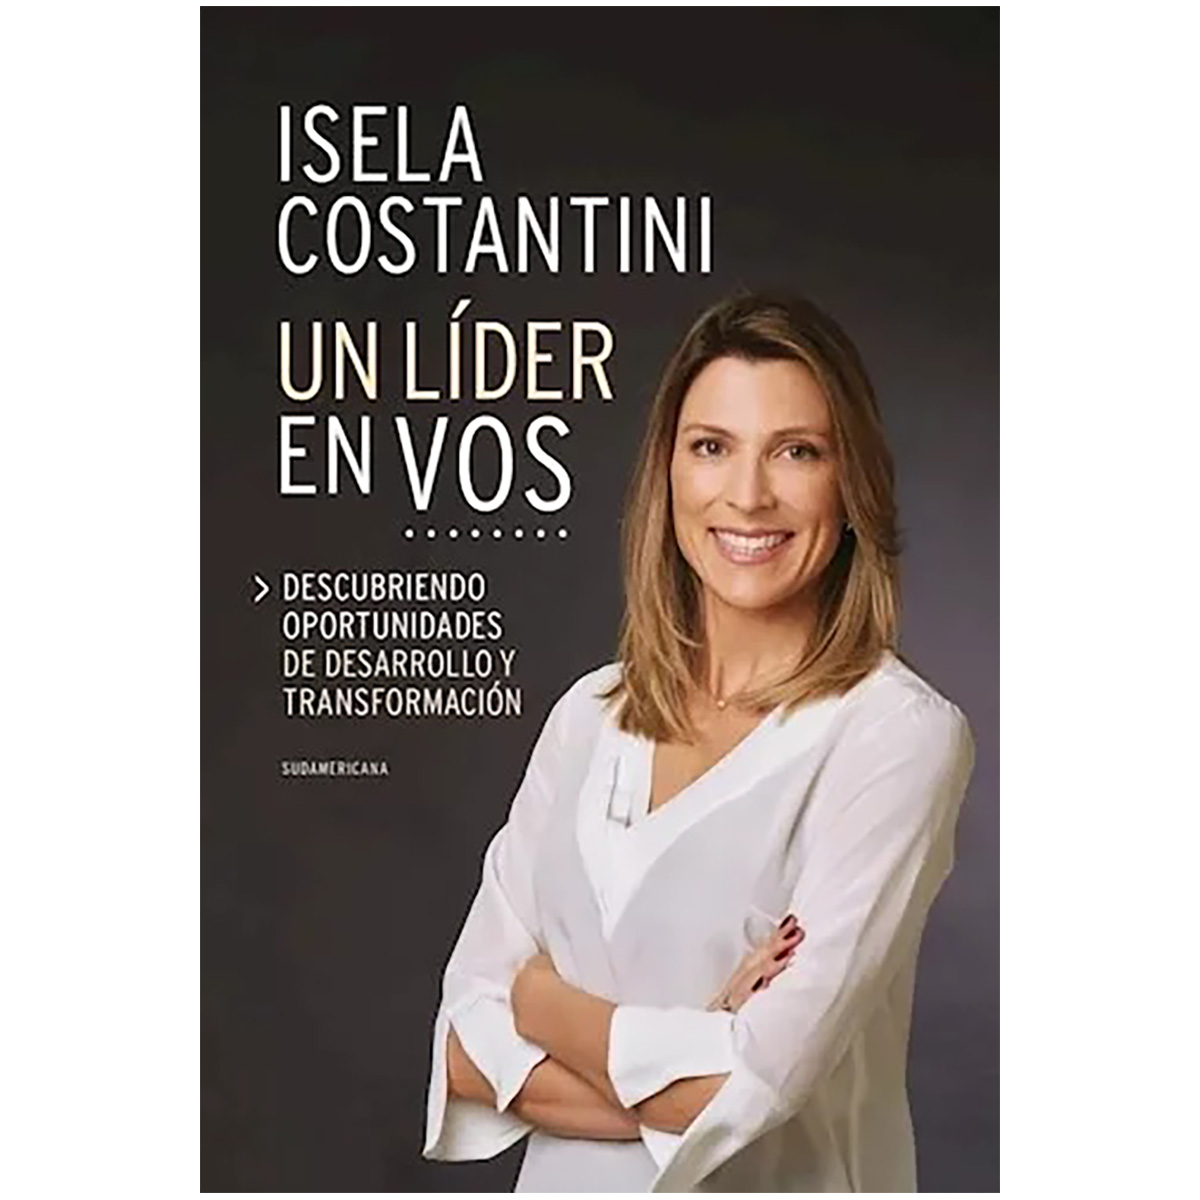 ISELA
COSTANTINI
UN LÍDER
EN VOS
> DESCUBRIENDO
OPORTUNIDADES
DE DESARROLLO Y
TRANSFORMACIÓN
SUDAMERICANA